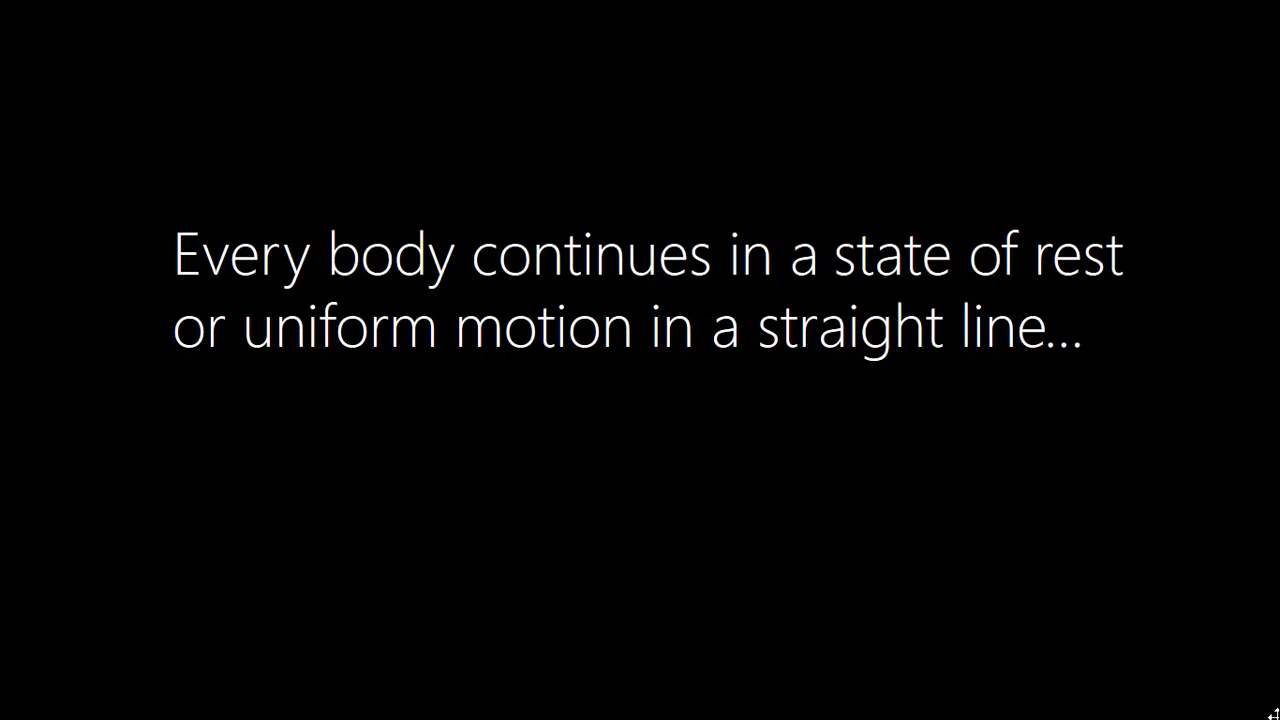 Every body continues in a state of rest
or uniform motion in a straight line...